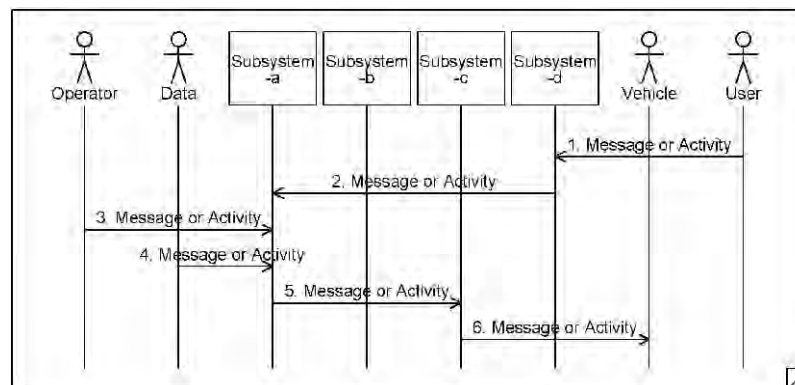 Operator
Data
Subsystem
-a
Subsystem
-b
Subsystem
-c
Subsystem
-d
Vehicle
User
1. Message or Activity
2. Message or Activity
3. Message or Activity
4. Message or Activity
5. Message or Activity
6. Message or Activity